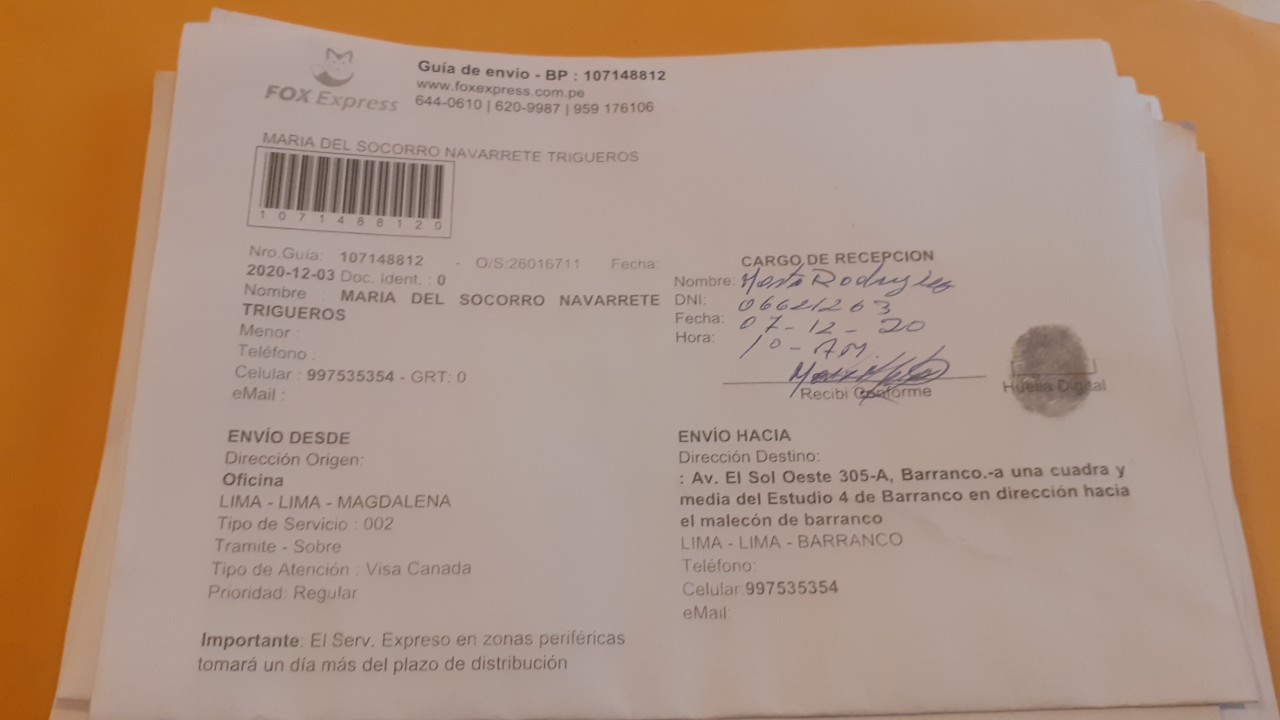 FOX Express
Guía de envío - BP : 107148812
www.foxexpress.com.pe
644-0610 | 620-9987 | 959 176106
MARIA DEL SOCORRO NAVARRETE TRIGUEROS
1071488120
Nro.Guía: 107148812 - O/S:26016711 Fecha:
2020-12-03 Doc. Ident. : 0
Nombre : MARIA DEL SOCORRO NAVARRETE
TRIGUEROS
Menor :
Teléfono :
Celular : 997535354 - GRT: 0
eMail :
CARGO DE RECEPCION
Nombre: Rodriguez
DNI: 06621263
Fecha: 07-12-20
Hora: 10-AM.
Recibi Conforme
Huella Digital
ENVÍO DESDE
Dirección Origen:
Oficina
LIMA - LIMA - MAGDALENA
Tipo de Servicio : 002
Tramite - Sobre
Tipo de Atención : Visa Canada
Prioridad: Regular
ENVÍO HACIA
Dirección Destino:
: Av. El Sol Oeste 305-A, Barranco.-a una cuadra y
media del Estudio 4 de Barranco en dirección hacia
el malecón de barranco
LIMA - LIMA - BARRANCO
Teléfono:
Celular:997535354
eMail:
Importante: El Serv. Expreso en zonas periféricas
tomará un día más del plazo de distribución